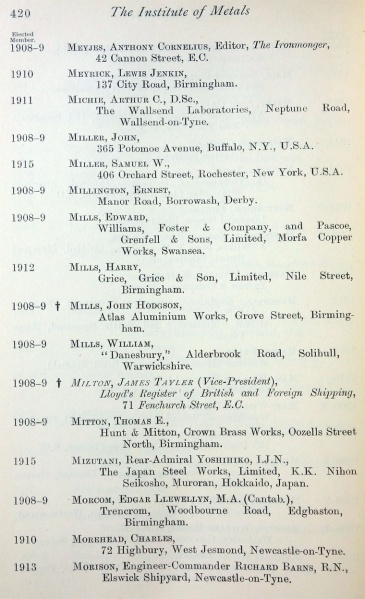 420 The Institute of Metals
Elected
Member.
1908-9 MEYJES, ANTHONY CORNELIUS, Editor, The Ironmonger,
42 Cannon Street, E.C.
1910 MEYRICK, LEWIS JENKIN,
137 City Road, Birmingham.
1911 MICHIE, ARTHUR C., D.Sc.,
The Wallsend Laboratories, Neptune Road,
Wallsend-on-Tyne.
1908-9 MILLER, JOHN,
365 Potomoe Avenue, Buffalo, N.Y., U.S.A.
1915 MILLER, SAMUEL W.,
406 Orchard Street, Rochester, New York, U.S.A.
1908-9 MILLINGTON, ERNEST,
Manor Road, Borrowash, Derby.
1908-9 MILLS, EDWARD,
Williams, Foster & Company, and Pascoe,
Grenfell & Sons, Limited, Morfa Copper
Works, Swansea.
1912 MILLS, HARRY,
Grice, Grice & Son, Limited, Nile Street,
Birmingham.
1908-9 † MILLS, JOHN HODGSON,
Atlas Aluminium Works, Grove Street, Birming-
ham.
1908-9 MILLS, WILLIAM,
"Danesbury," Alderbrook Road, Solihull,
Warwickshire.
1908-9 † MILTON, JAMES TAYLER (Vice-President),
Lloyd's Register of British and Foreign Shipping,
71 Fenchurch Street, E.C.
1908-9 MITTON, THOMAS E.,
Hunt & Mitton, Crown Brass Works, Oozells Street
North, Birmingham.
1915 MIZUTANI, Rear-Admiral YOSHIHIKO, I.J.N.,
The Japan Steel Works, Limited, K.K. Nihon
Seikosho, Muroran, Hokkaido, Japan.
1908-9 MORCOM, EDGAR LLEWELLYN, M.A. (Cantab.),
Trencrom, Woodbourne Road, Edgbaston,
Birmingham.
1910 MOREHEAD, CHARLES,
72 Highbury, West Jesmond, Newcastle-on-Tyne.
1913 MORISON, Engineer-Commander RICHARD BARNS, R.N.,
Elswick Shipyard, Newcastle-on-Tyne.